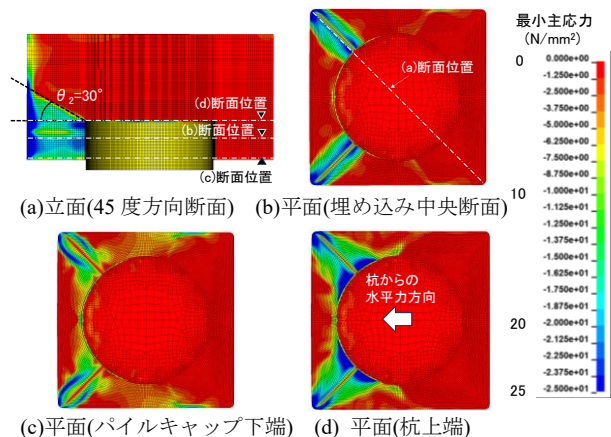 最小主応力
(N/mm²)
θ₂=30°
(d)断面位置
(b)断面位置
(c)断面位置
(a)断面位置
(a)立面(45 度方向断面)
(b)平面(埋め込み中央断面)
杭からの
水平力方向
(c)平面(パイルキャップ下端)
(d) 平面(杭上端)
0
10
20
25
0.000e+00
-1.250e+00
-2.500e+00
-3.750e+00
-5.000e+00
-6.250e+00
-7.500e+00
-8.750e+00
-1.000e+01
-1.125e+01
-1.250e+01
-1.375e+01
-1.500e+01
-1.625e+01
-1.750e+01
-1.875e+01
-2.000e+01
-2.125e+01
-2.250e+01
-2.375e+01
-2.500e+01